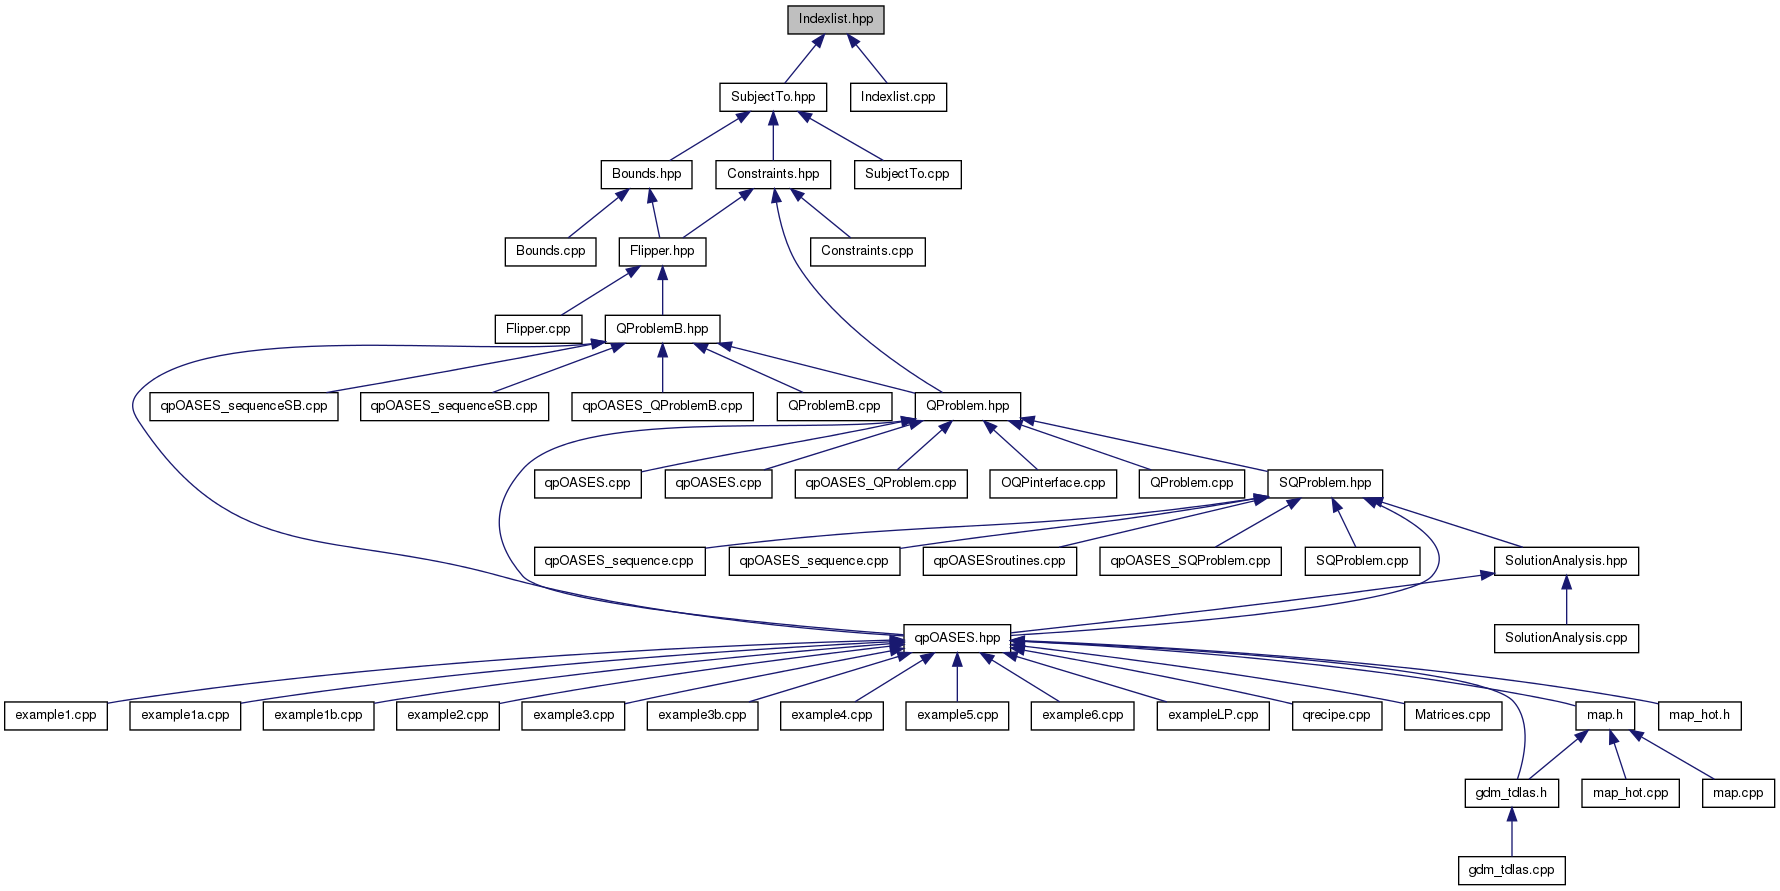 Indexlist.hpp
SubjectTo.hpp
Indexlist.cpp
Bounds.hpp
Constraints.hpp
SubjectTo.cpp
Bounds.cpp
Flipper.hpp
Constraints.cpp
Flipper.cpp
QProblemB.hpp
qpOASES_sequenceSB.cpp
qpOASES_sequenceSB.cpp
qpOASES_QProblemB.cpp
QProblemB.cpp
QProblem.hpp
qpOASES.cpp
qpOASES.cpp
qpOASES_QProblem.cpp
OQPinterface.cpp
QProblem.cpp
SQProblem.hpp
qpOASES_sequence.cpp
qpOASES_sequence.cpp
qpOASESroutines.cpp
qpOASES_SQProblem.cpp
SQProblem.cpp
SolutionAnalysis.hpp
qpOASES.hpp
SolutionAnalysis.cpp
example1.cpp
example1a.cpp
example1b.cpp
example2.cpp
example3.cpp
example3b.cpp
example4.cpp
example5.cpp
example6.cpp
exampleLP.cpp
qrecipe.cpp
Matrices.cpp
map.h
map_hot.h
gdm_tdlas.h
map_hot.cpp
map.cpp
gdm_tdlas.cpp